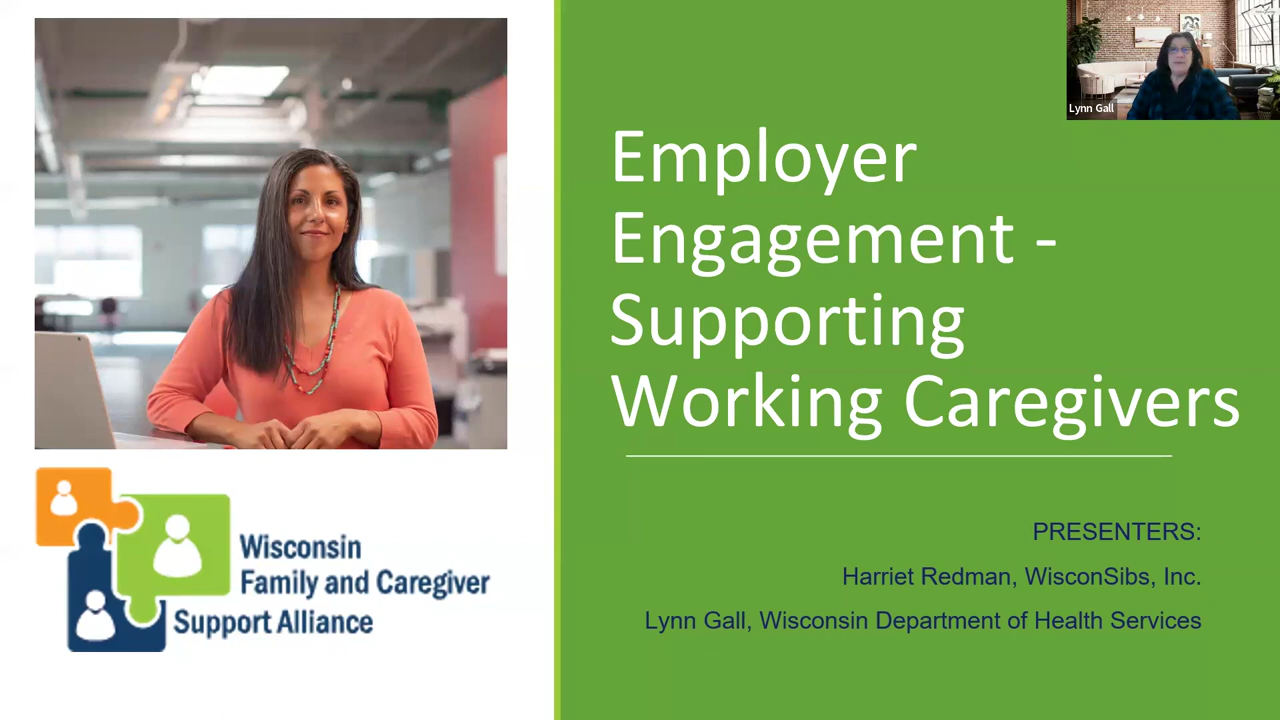 Lynn Gall
Employer
Engagement -
Supporting
Working Caregivers
PRESENTERS:
Harriet Redman, WisconSibs, Inc.
Lynn Gall, Wisconsin Department of Health Services
Wisconsin
Family and Caregiver
Support Alliance